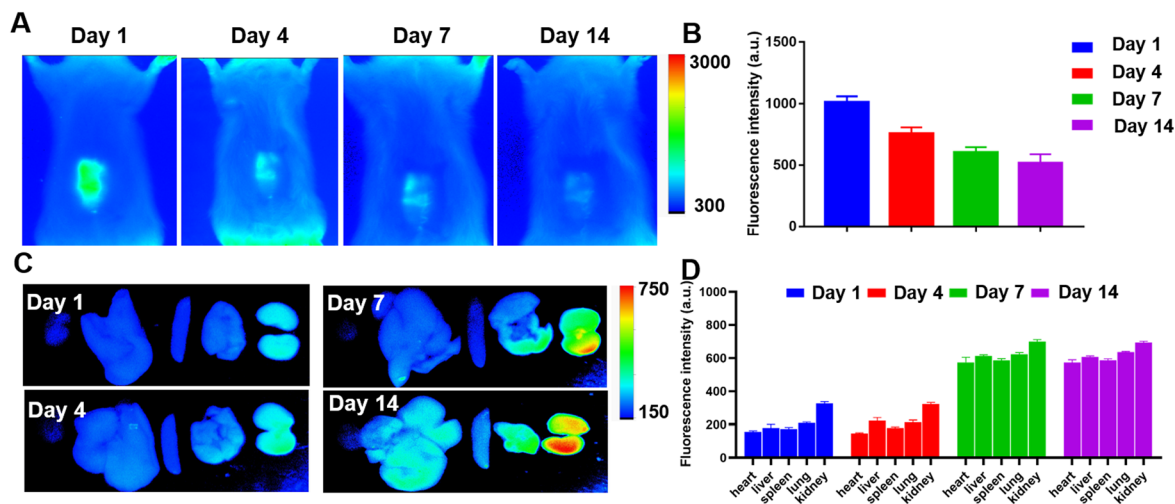 A
Day 1 Day 4 Day 7 Day 14
3000
300
B
Fluorescence intensity (a.u.)
1500
1000
500
0
Day 1
Day 4
Day 7
Day 14
C
Day 1
Day 7
Day 4
Day 14
750
150
D
Fluorescence intensity (a.u.)
1000
800
600
400
200
0
Day 1 Day 4 Day 7 Day 14
heart liver spleen lung kidney heart liver spleen lung kidney heart liver spleen lung kidney heart liver spleen lung kidney